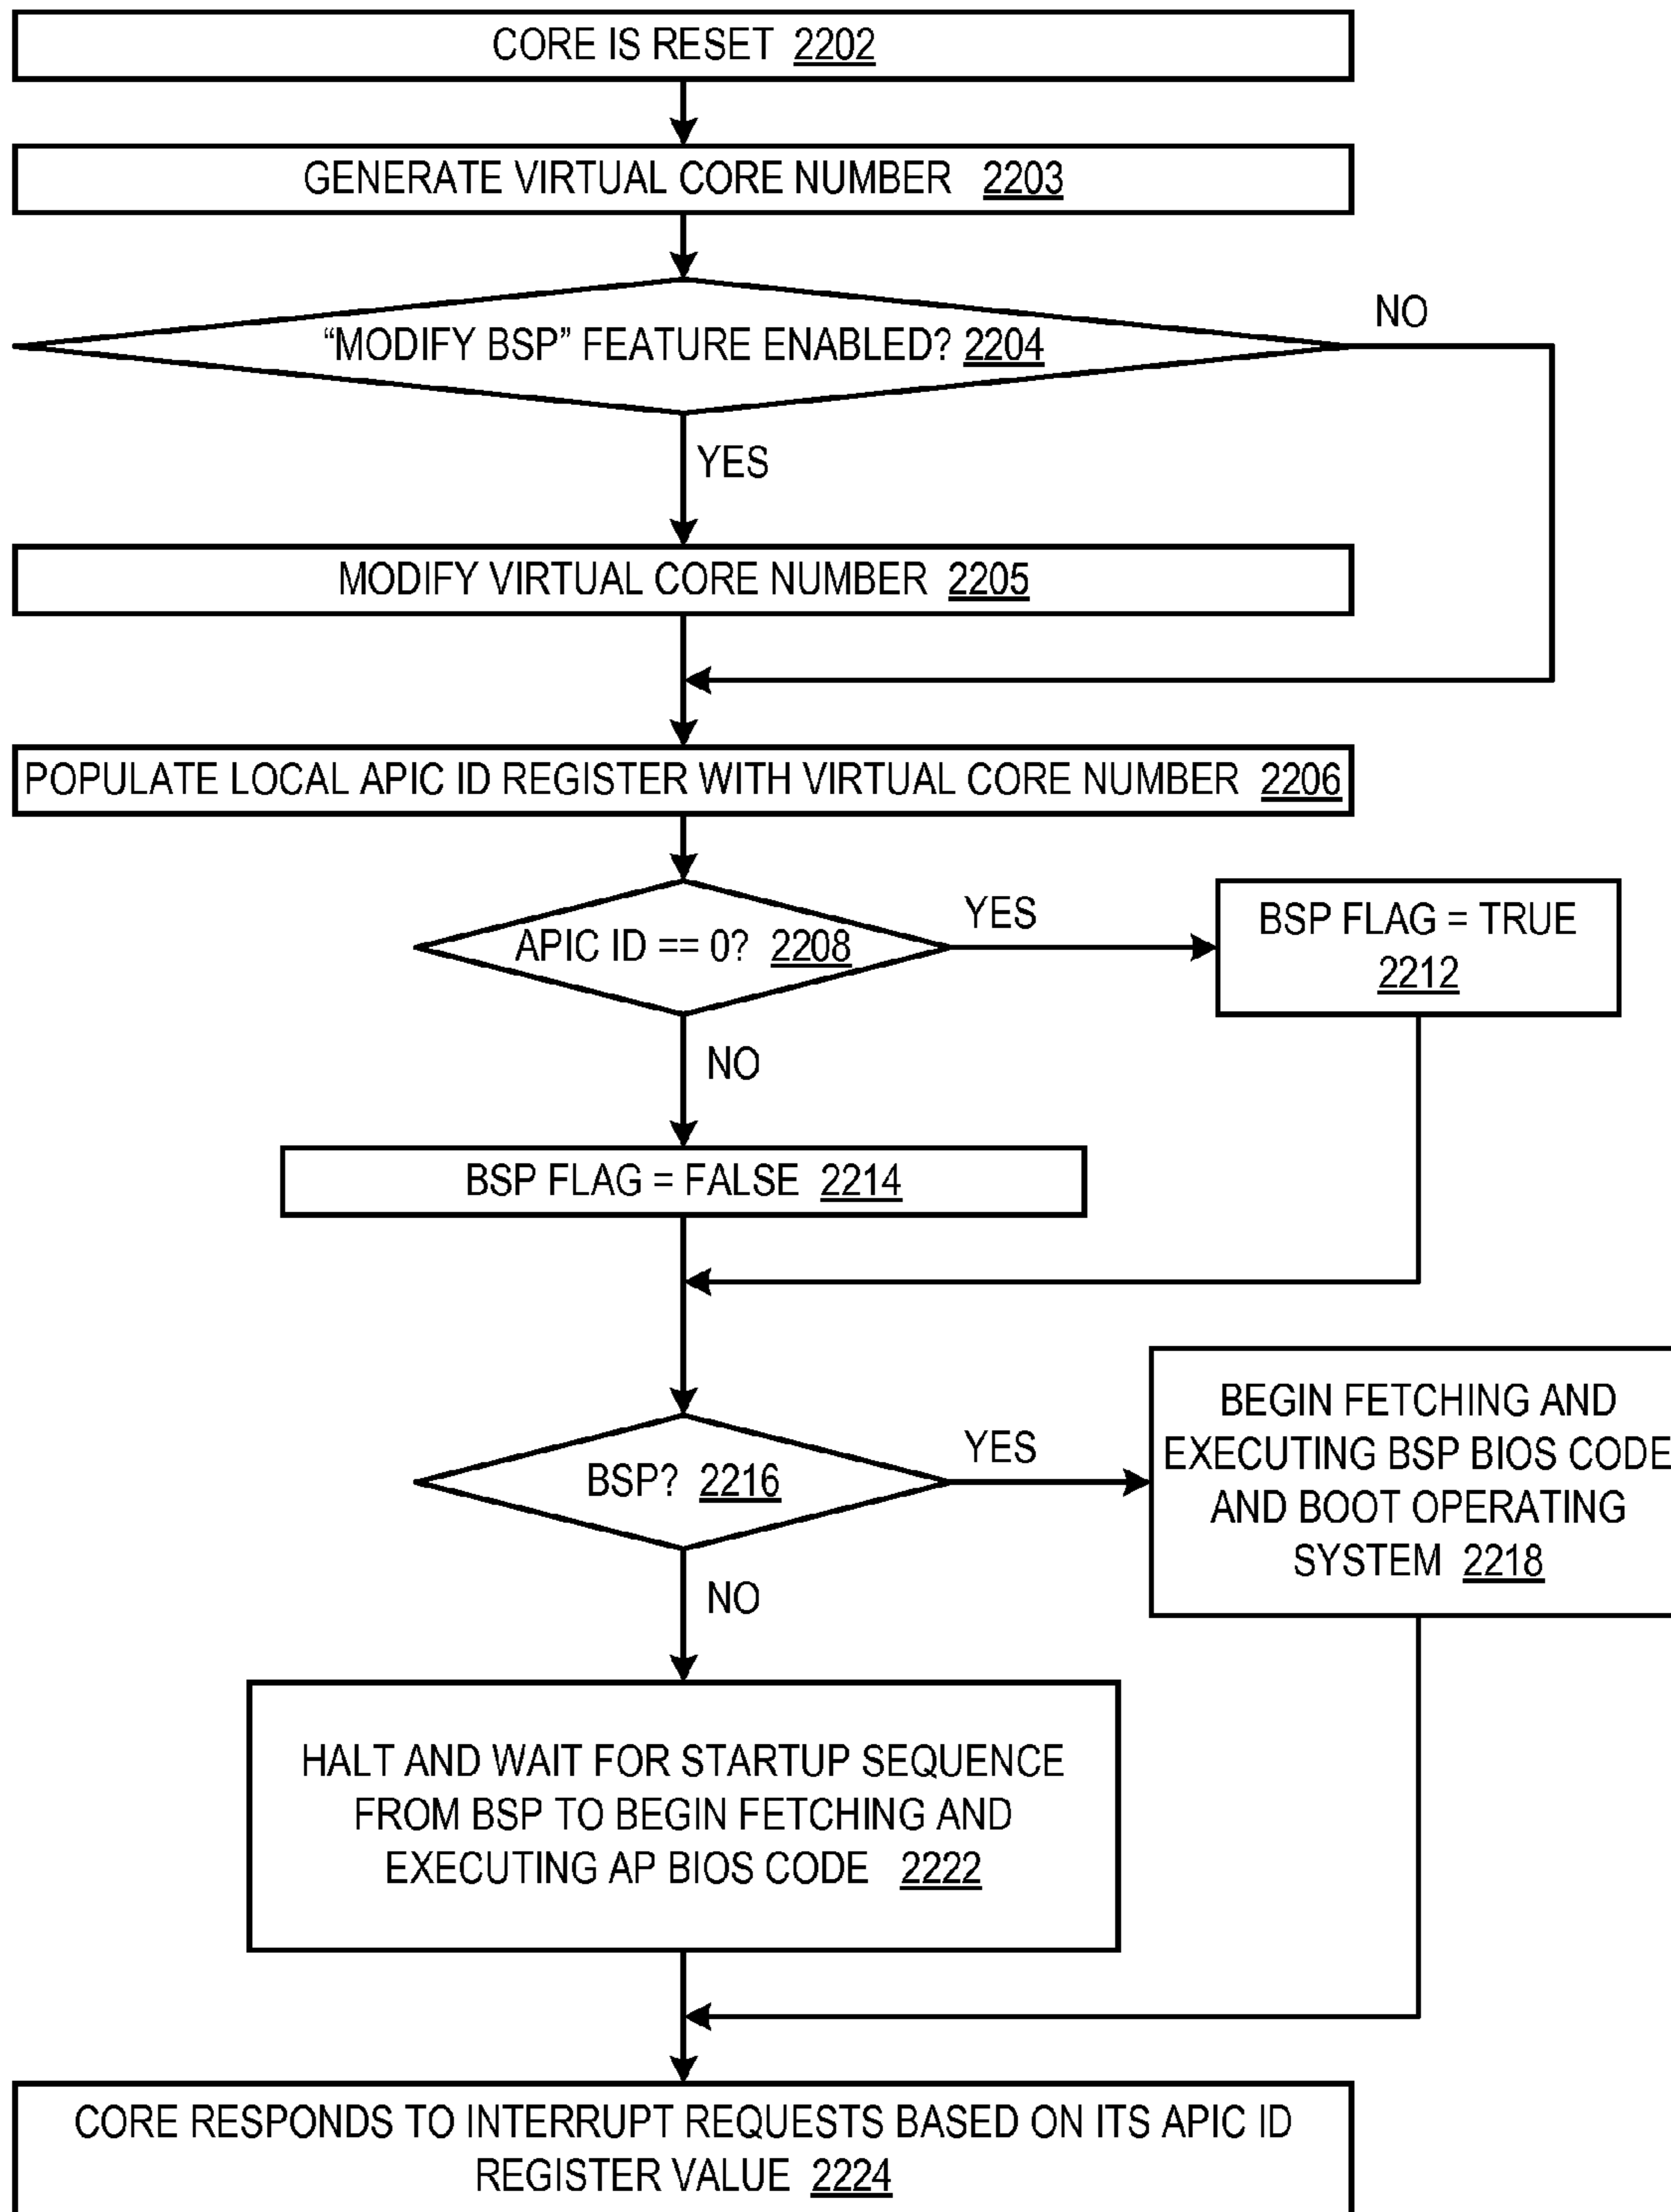 CORE IS RESET 2202
GENERATE VIRTUAL CORE NUMBER 2203
“MODIFY BSP” FEATURE ENABLED? 2204
NO
YES
MODIFY VIRTUAL CORE NUMBER 2205
POPULATE LOCAL APIC ID REGISTER WITH VIRTUAL CORE NUMBER 2206
APIC ID == 0? 2208
YES
BSP FLAG = TRUE
2212
NO
BSP FLAG = FALSE 2214
BSP? 2216
YES
BEGIN FETCHING AND
EXECUTING BSP BIOS CODE
AND BOOT OPERATING
SYSTEM 2218
NO
HALT AND WAIT FOR STARTUP SEQUENCE
FROM BSP TO BEGIN FETCHING AND
EXECUTING AP BIOS CODE 2222
CORE RESPONDS TO INTERRUPT REQUESTS BASED ON ITS APIC ID
REGISTER VALUE 2224